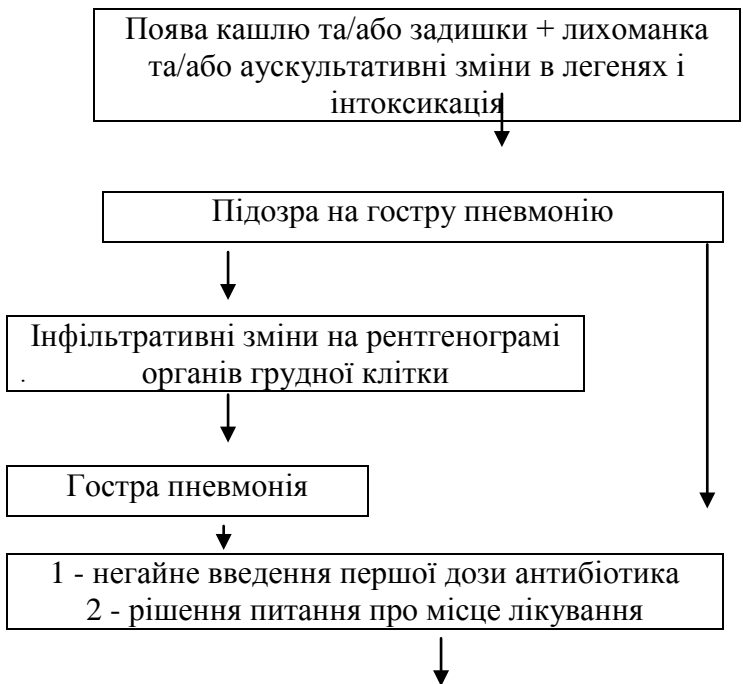 Поява кашлю та/або задишки + лихоманка
та/або аускультативні зміни в легенях і
інтоксикація
Підозра на гостру пневмонію
Інфільтративні зміни на рентгенограмі
. органів грудної клітки
Гостра пневмонія
1 - негайне введення першої дози антибіотика
2 - рішення питання про місце лікування